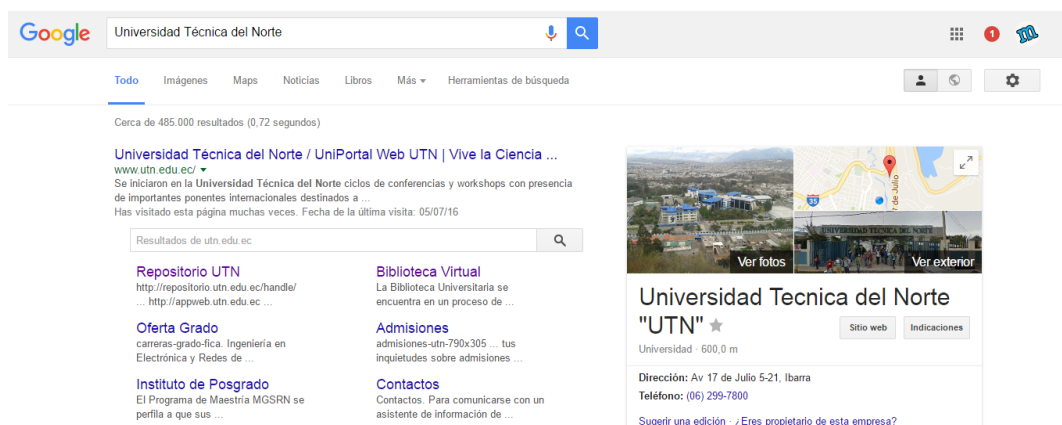 Google
Universidad Técnica del Norte
1
m
Todo Imágenes Maps Noticias Libros Más Herramientas de búsqueda
Cerca de 485.000 resultados (0,72 segundos)
Universidad Técnica del Norte / UniPortal Web UTN | Vive la Ciencia ...
www.utn.edu.ec/
Se iniciaron en la Universidad Técnica del Norte ciclos de conferencias y workshops con presencia
de importantes ponentes internacionales destinados a ...
Has visitado esta página muchas veces. Fecha de la última visita: 05/07/16
Resultados de utn.edu.ec
Repositorio UTN
http://repositorio.utn.edu.ec/handle/
... http://appweb.utn.edu.ec ...
Biblioteca Virtual
La Biblioteca Universitaria se
encuentra en un proceso de ...
Oferta Grado
carreras-grado-fica. Ingeniería en
Electrónica y Redes de ...
Admisiones
admisiones-utn-790x305 ... tus
inquietudes sobre admisiones ...
Instituto de Posgrado
El Programa de Maestría MGSRN se
perfila a que sus ...
Contactos
Contactos. Para comunicarse con un
asistente de información de ...
35
de Julio
UNIVERSIDAD TECNICA DEL NORTE
Ver fotos
Ver exterior
Universidad Tecnica del Norte
"UTN"
Sitio web Indicaciones
Universidad · 600,0 m
Dirección: Av 17 de Julio 5-21, Ibarra
Teléfono: (06) 299-7800
Sugerir una edición · ¿Eres propietario de esta empresa?